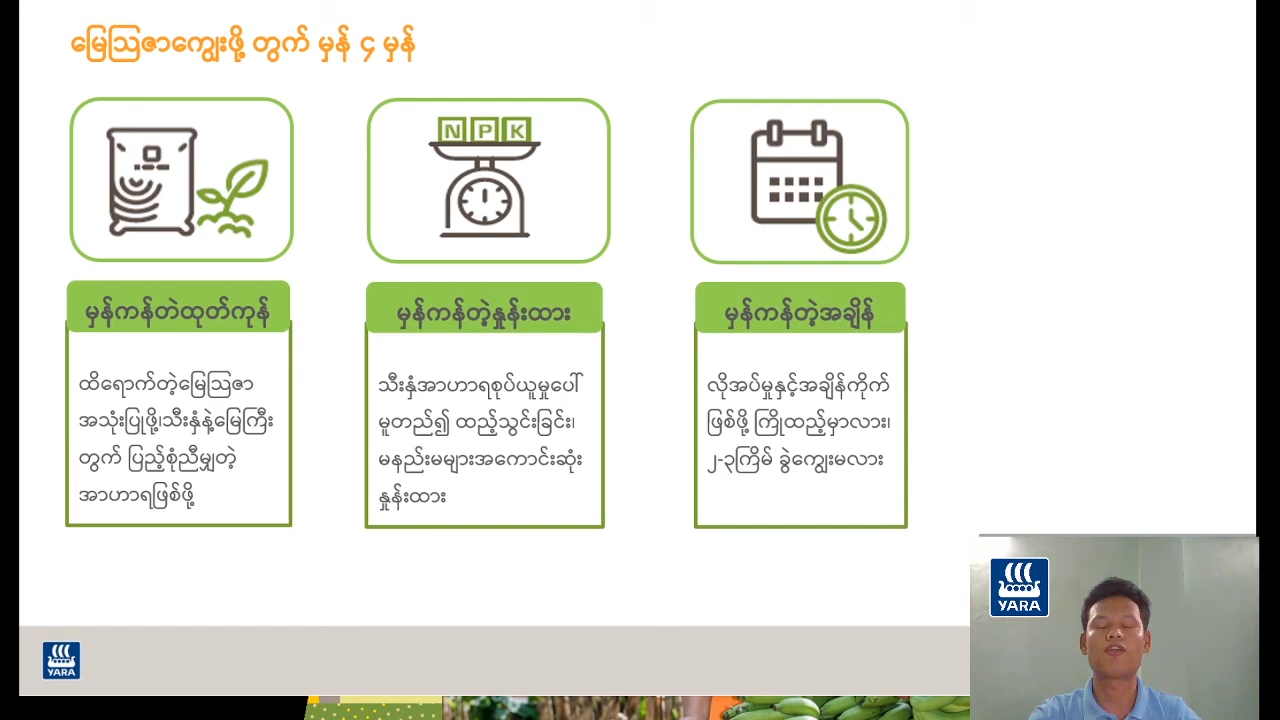 မြေသြဇာကျွေးဖို့ တွက် မှန် ၄ မှန်
N P K
မှန်ကန်တဲထုတ်ကုန်
ထိရောက်တဲ့မြေသြဇာ
အသုံးပြုဖို့၊သီးနှံနဲ့မြေကြီး
တွက် ပြည့်စုံညီမျှတဲ့
အာဟာရဖြစ်ဖို့
မှန်ကန်တဲ့နှုန်းထား
သီးနှံအာဟာရစုပ်ယူမှုပေါ်
မူတည်၍ ထည့်သွင်းခြင်း၊
မနည်းမများအကောင်းဆုံး
နှုန်းထား
မှန်ကန်တဲ့အချိန်
လိုအပ်မှုနှင့်အချိန်ကိုက်
ဖြစ်ဖို့ ကြိုထည့်မှာလား၊
၂-၃ကြိမ် ခွဲကျွေးမလား
YARA
YARA